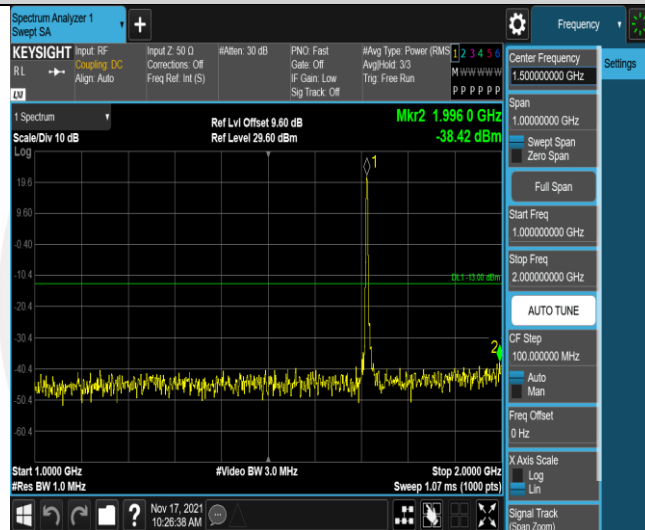 Spectrum Analyzer 1
Swept SA
Frequency
KEYSIGHT
R L
LXI
Input: RF
Coupling: DC
Align: Auto
Input Z: 50 Ω
Corrections: Off
Freq Ref: Int (S)
#Atten: 30 dB
PNO: Fast
Gate: Off
IF Gain: Low
Sig Track: Off
#Avg Type: Power (RMS
Avg|Hold: 3/3
Trig: Free Run
1 2 3 4 5 6
M W W W W W
P P P P P P
1 Spectrum
Scale/Div 10 dB
Log
Ref Lvl Offset 9.60 dB
Ref Level 29.60 dBm
Mkr2 1.996 0 GHz
-38.42 dBm
1
19.6
9.60
-0.40
-10.4
DL1 -13.00 dBm
-20.4
-30.4
2
-40.4
-50.4
-60.4
Start 1.0000 GHz
#Res BW 1.0 MHz
#Video BW 3.0 MHz
Stop 2.0000 GHz
Sweep 1.07 ms (1000 pts)
?
Nov 17, 2021
10:26:38 AM
Center Frequency
1.500000000 GHz
Settings
Span
1.00000000 GHz
Swept Span
Zero Span
Full Span
Start Freq
1.000000000 GHz
Stop Freq
2.000000000 GHz
AUTO TUNE
CF Step
100.000000 MHz
Auto
Man
Freq Offset
0 Hz
X Axis Scale
Log
Lin
Signal Track
(Span Zoom)